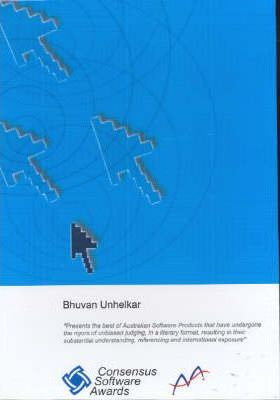 Bhuvan Unhelkar
"Presents the best of Australian Software Products that have undergone
the rigors of unbiased judging, in a literary format, resulting in their
substantial understanding, referencing and international exposure"
Consensus
Software
Awards